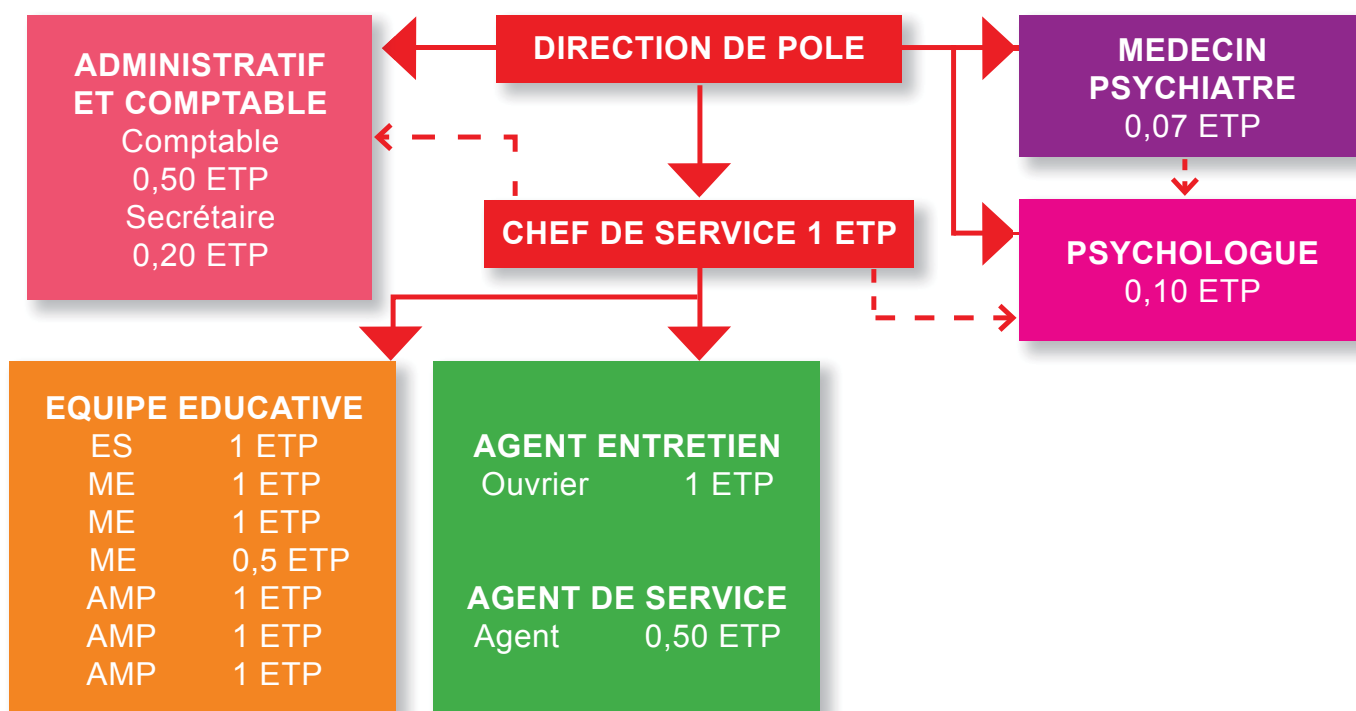 ADMINISTRATIF
ET COMPTABLE
Comptable
0,50 ETP
Secrétaire
0,20 ETP
DIRECTION DE POLE
MEDECIN
PSYCHIATRE
0,07 ETP
CHEF DE SERVICE 1 ETP
PSYCHOLOGUE
0,10 ETP
EQUIPE EDUCATIVE
ES 1 ETP
ME 1 ETP
ME 1 ETP
ME 0,5 ETP
AMP 1 ETP
AMP 1 ETP
AMP 1 ETP
AGENT ENTRETIEN
Ouvrier 1 ETP
AGENT DE SERVICE
Agent 0,50 ETP